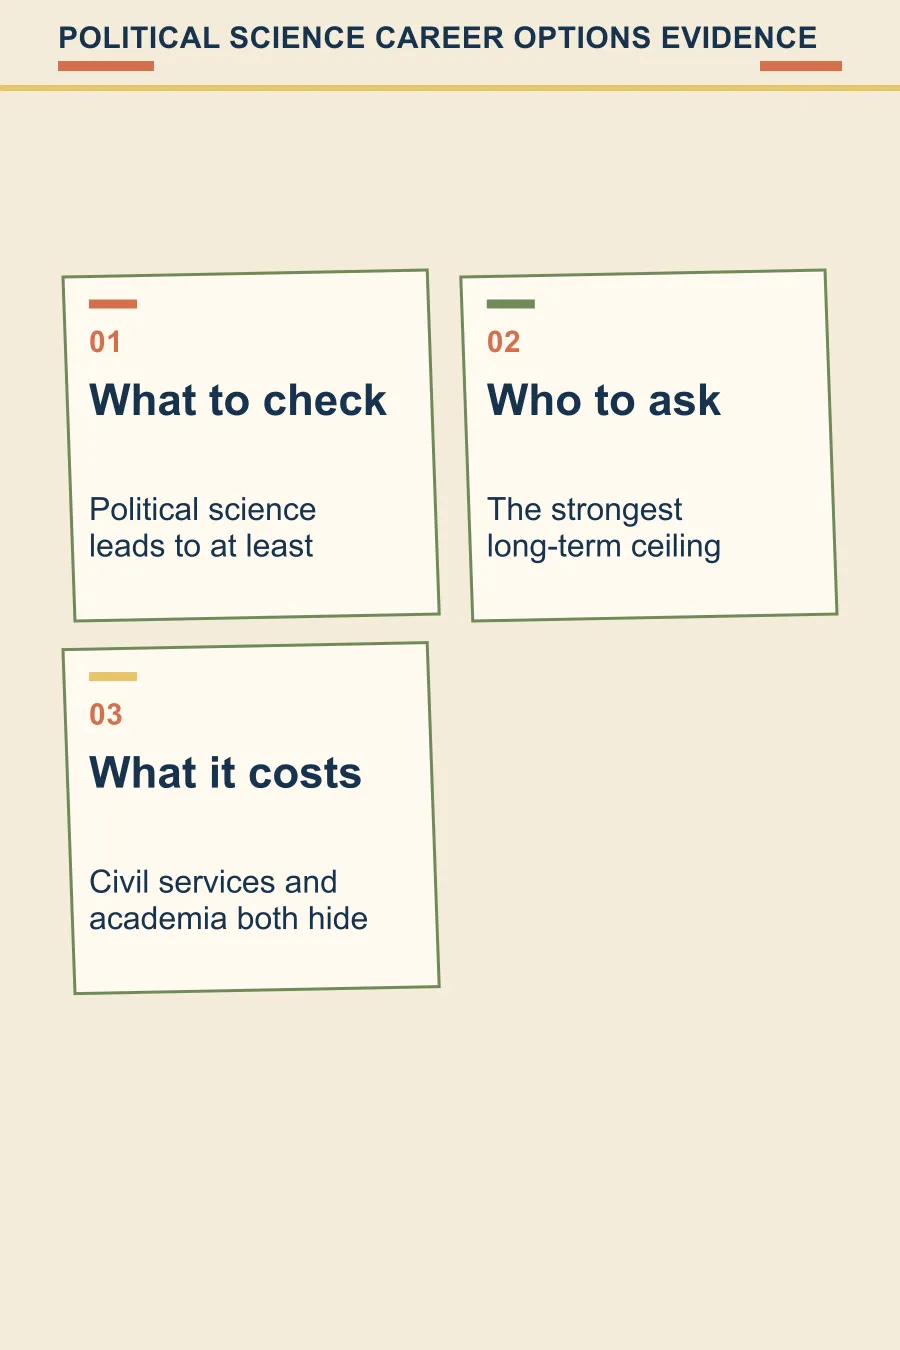 POLITICAL SCIENCE CAREER OPTIONS EVIDENCE
01
What to check
Political science
leads to at least
02
Who to ask
The strongest
long-term ceiling
03
What it costs
Civil services and
academia both hide